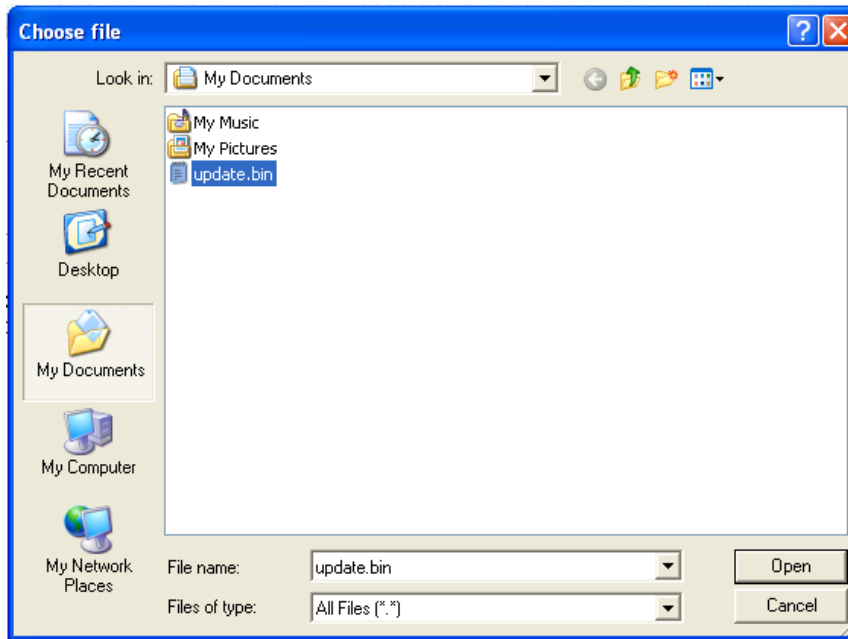 Choose file
Look in:
My Documents
My Recent
Documents
Desktop
My Documents
My Computer
My Network
Places
My Music
My Pictures
update.bin
File name:
update.bin
Open
Files of type:
All Files (*.*)
Cancel